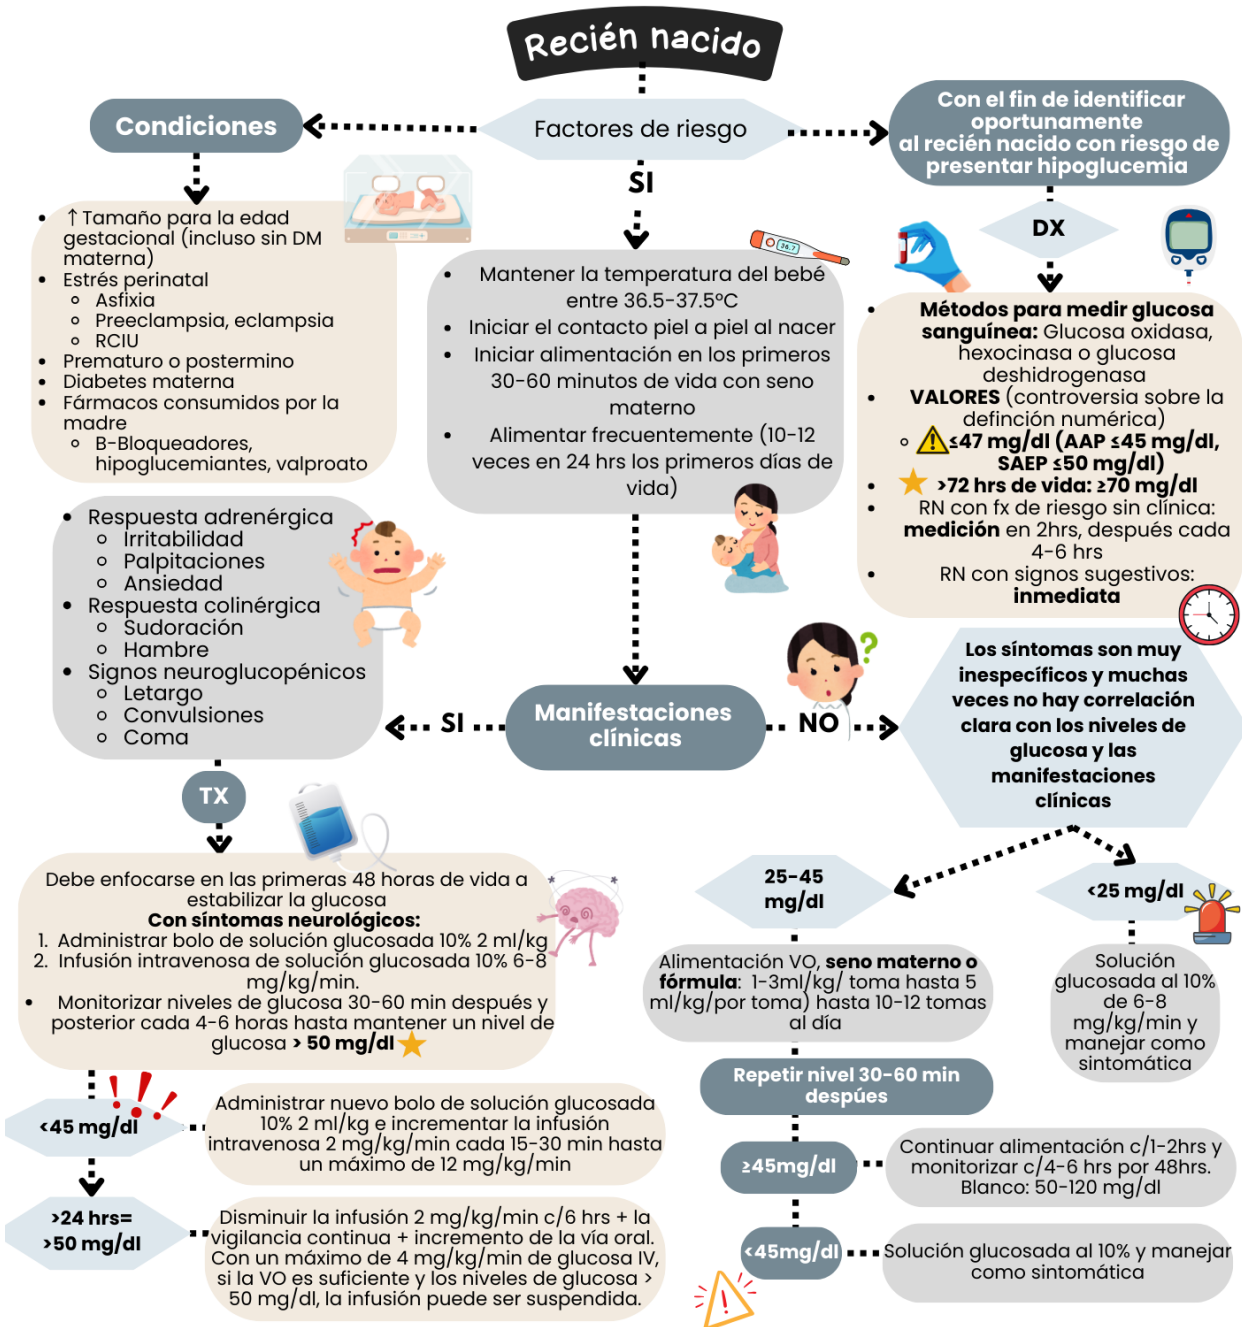 Recién nacido
Condiciones
Factores de riesgo
Con el fin de identificar
oportunamente
al recién nacido con riesgo de
presentar hipoglucemia
SI
DX
• ↑Tamaño para la edad
gestacional (incluso sin DM
materna)
• Estrés perinatal
○ Asfixia
○ Preeclampsia, eclampsia
○ RCIU
• Prematuro o postermino
• Diabetes materna
• Fármacos consumidos por la
madre
○ B-Bloqueadores,
hipoglucemiantes, valproato
36.7
• Mantener la temperatura del bebé
entre 36.5-37.5°C
• Iniciar el contacto piel a piel al nacer
• Iniciar alimentación en los primeros
30-60 minutos de vida con seno
materno
• Alimentar frecuentemente (10-12
veces en 24 hrs los primeros días de
vida)
• Métodos para medir glucosa
sanguínea: Glucosa oxidasa,
hexocinasa o glucosa
deshidrogenasa
• VALORES (controversia sobre la
definción numérica)
○ ≤47 mg/dl (AAP ≤45 mg/dl,
SAEP ≤50 mg/dl)
• >72 hrs de vida: ≥70 mg/dl
• RN con fx de riesgo sin clínica:
medición en 2hrs, después cada
4-6 hrs
• RN con signos sugestivos:
inmediata
• Respuesta adrenérgica
○ Irritabilidad
○ Palpitaciones
○ Ansiedad
• Respuesta colinérgica
○ Sudoración
○ Hambre
• Signos neuroglucopénicos
○ Letargo
○ Convulsiones
○ Coma
SI
Manifestaciones
clínicas
NO
Los síntomas son muy
inespecíficos y muchas
veces no hay correlación
clara con los niveles de
glucosa y las
manifestaciones
clínicas
TX
Debe enfocarse en las primeras 48 horas de vida a
estabilizar la glucosa
Con síntomas neurológicos:
1. Administrar bolo de solución glucosada 10% 2 ml/kg
2. Infusión intravenosa de solución glucosada 10% 6-8
mg/kg/min.
• Monitorizar niveles de glucosa 30-60 min después y
posterior cada 4-6 horas hasta mantener un nivel de
glucosa > 50 mg/dl
<45 mg/dl
Administrar nuevo bolo de solución glucosada
10% 2 ml/kg e incrementar la infusión
intravenosa 2 mg/kg/min cada 15-30 min hasta
un máximo de 12 mg/kg/min
>24 hrs=
>50 mg/dl
Disminuir la infusión 2 mg/kg/min c/6 hrs + la
vigilancia continua + incremento de la vía oral.
Con un máximo de 4 mg/kg/min de glucosa IV,
si la VO es suficiente y los niveles de glucosa >
50 mg/dl, la infusión puede ser suspendida.
25-45
mg/dl
<25 mg/dl
Alimentación VO, seno materno o
fórmula: 1-3ml/kg/ toma hasta 5
ml/kg/por toma) hasta 10-12 tomas
al día
Solución
glucosada al 10%
de 6-8
mg/kg/min y
manejar como
sintomática
Repetir nivel 30-60 min
despúes
≥45mg/dl
Continuar alimentación c/1-2hrs y
monitorizar c/4-6 hrs por 48hrs.
Blanco: 50-120 mg/dl
<45mg/dl
Solución glucosada al 10% y manejar
como sintomática